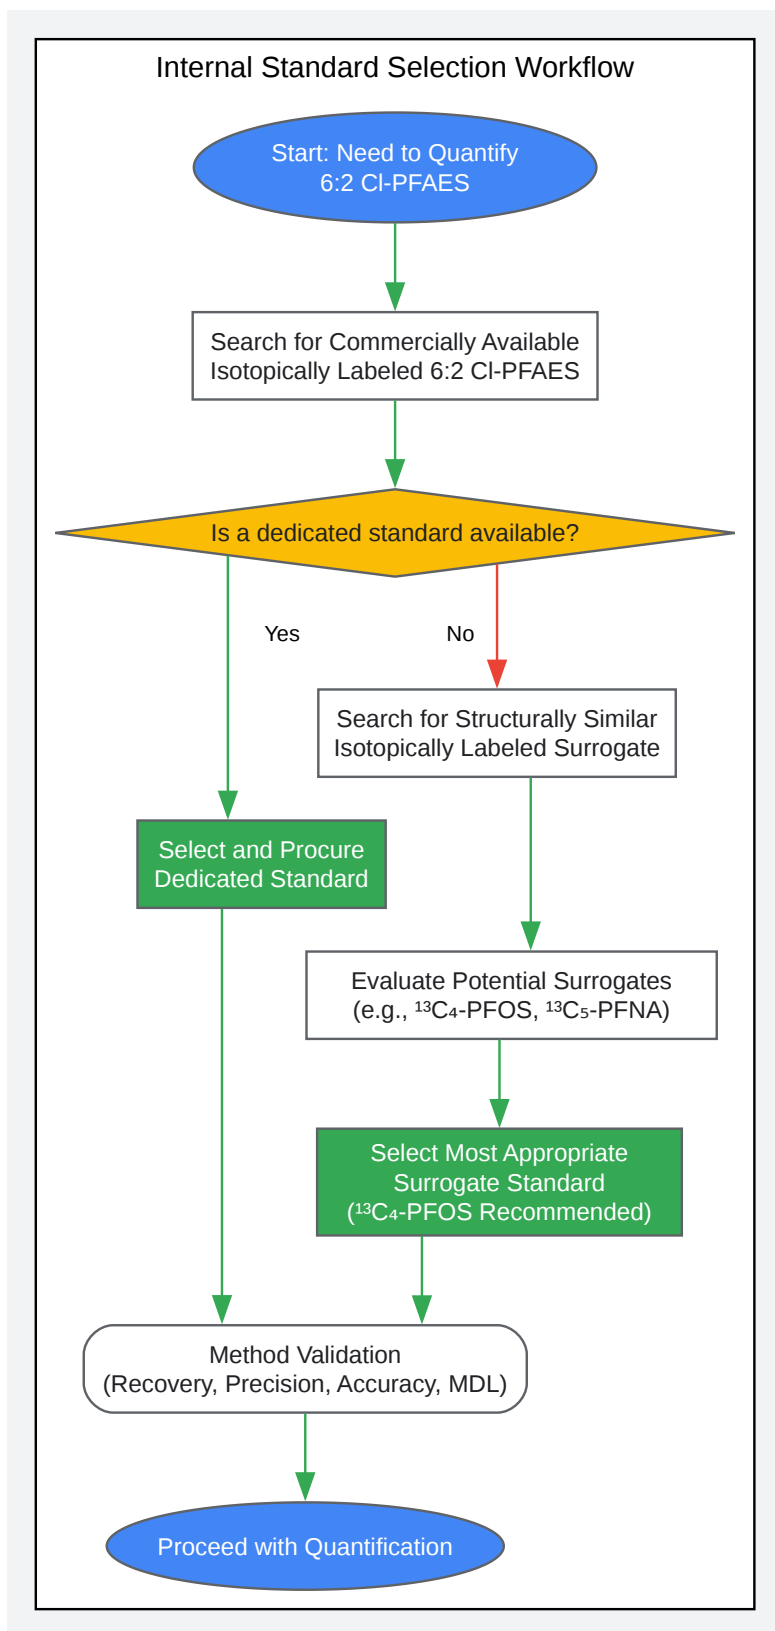 Internal Standard Selection Workflow
Start: Need to Quantify
6:2 Cl-PFAES
Search for Commercially Available
Isotopically Labeled 6:2 Cl-PFAES
Is a dedicated standard available?
Yes
No
Search for Structurally Similar
Isotopically Labeled Surrogate
Select and Procure
Dedicated Standard
Evaluate Potential Surrogates
(e.g., ¹³C₄-PFOS, ¹³C₅-PFNA)
Select Most Appropriate
Surrogate Standard
(¹³C₄-PFOS Recommended)
Method Validation
(Recovery, Precision, Accuracy, MDL)
Proceed with Quantification